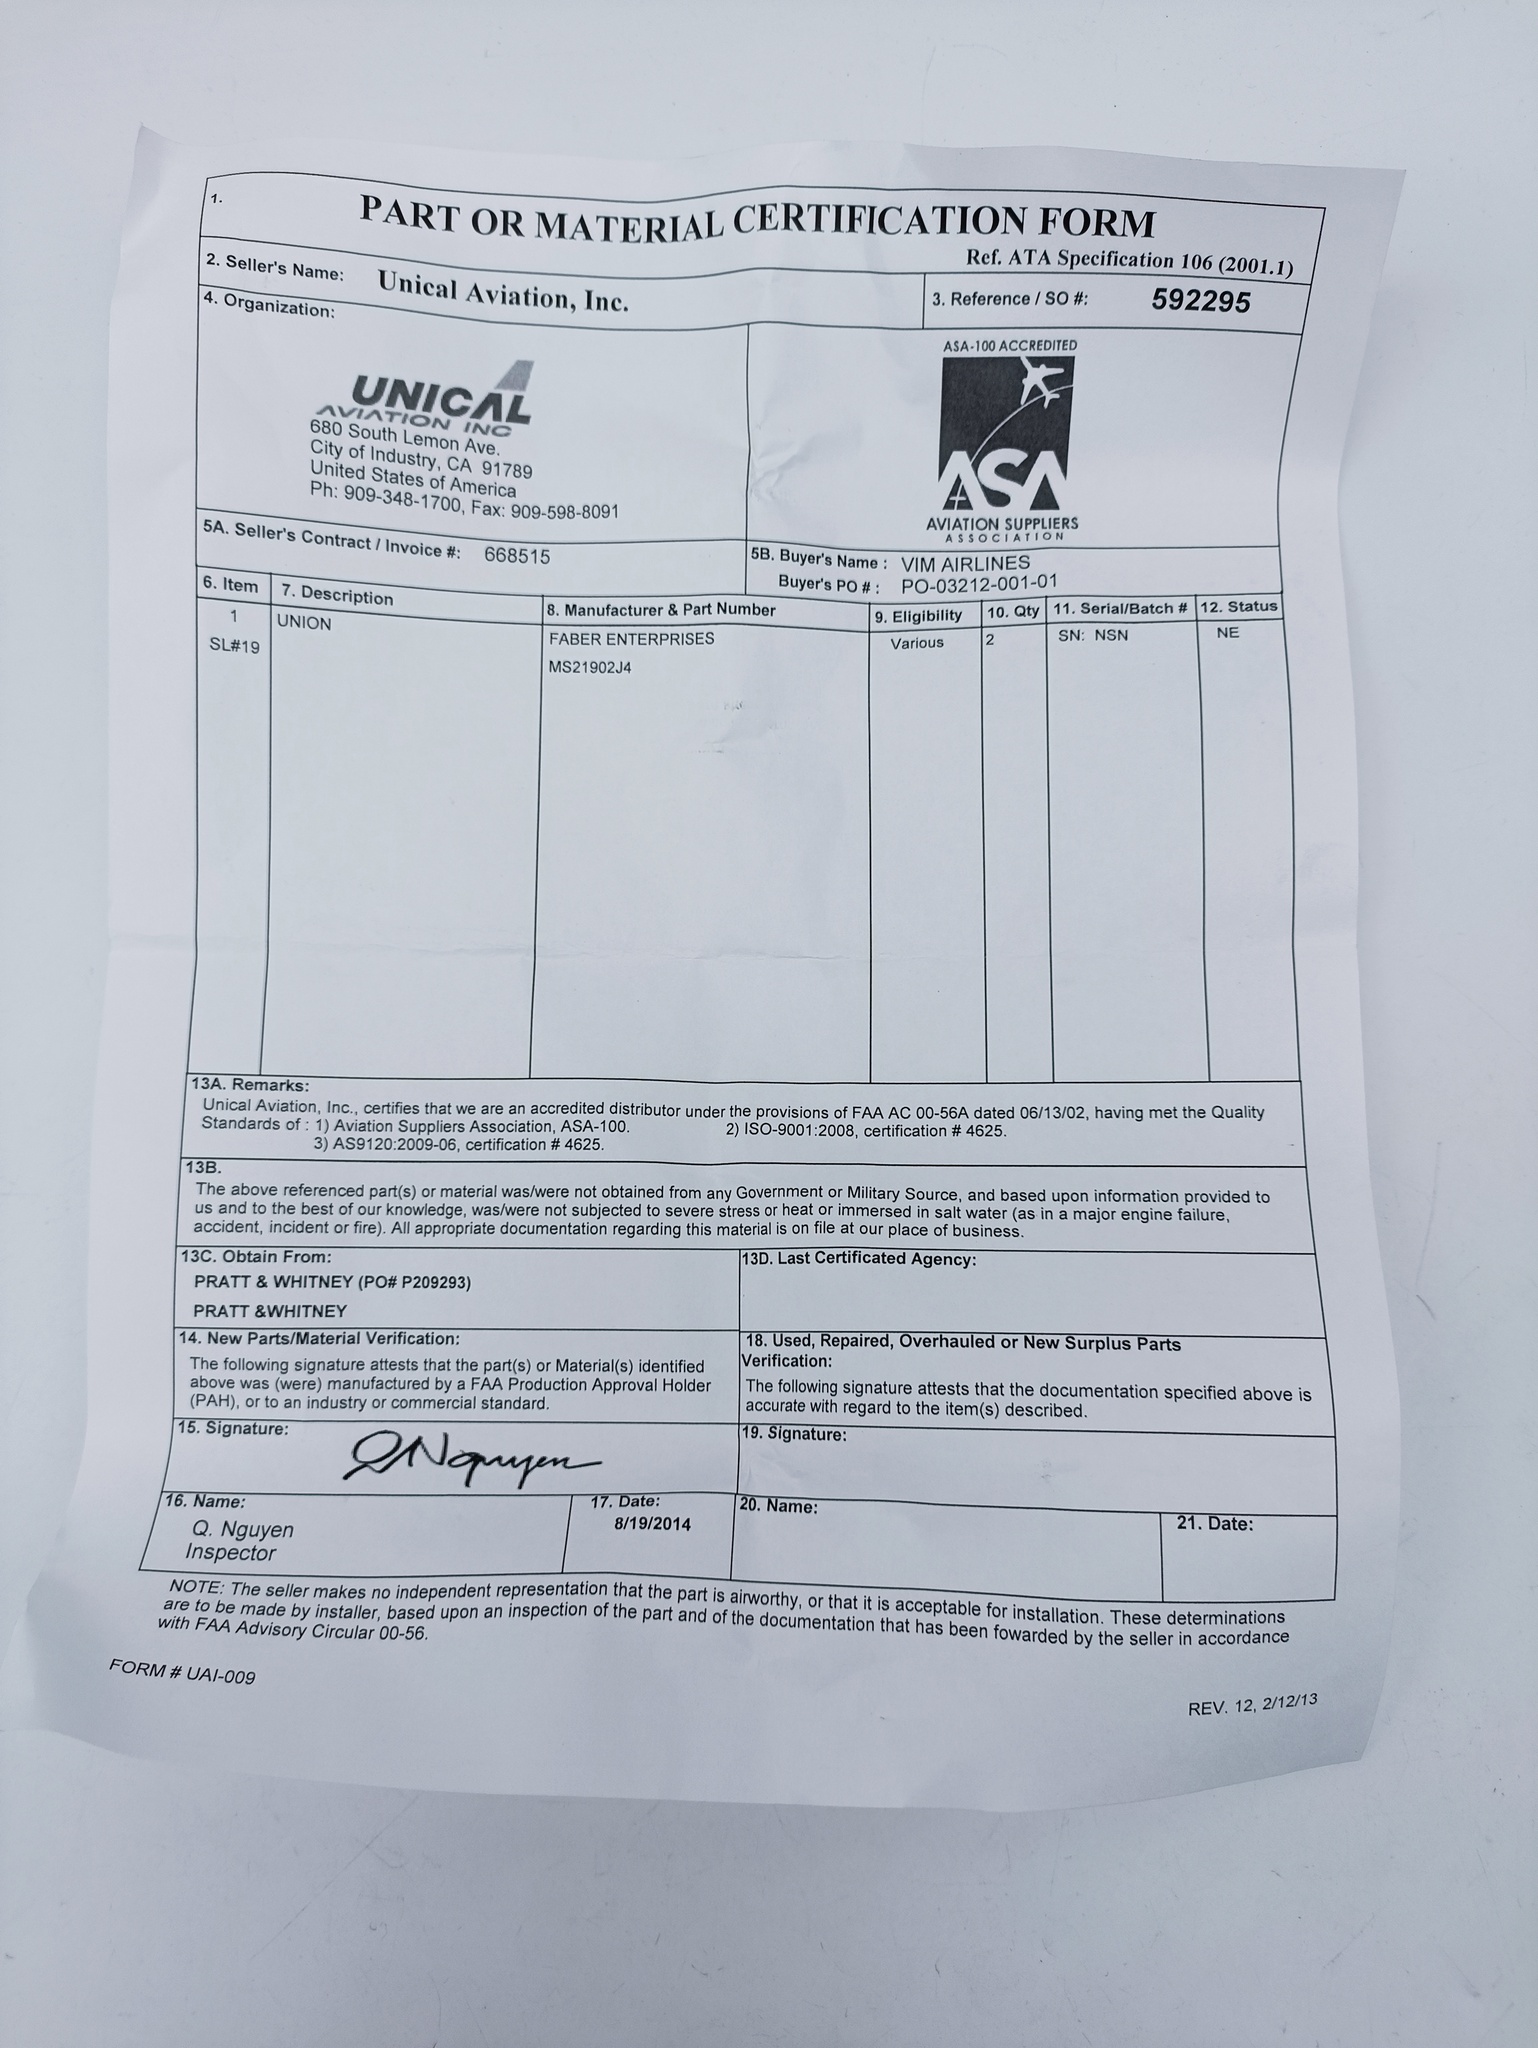 1.
PART OR MATERIAL CERTIFICATION FORM
Ref. ATA Specification 106 (2001.1)
2. Seller's Name: Unical Aviation, Inc.
3. Reference / SO #: 592295
4. Organization:
UNICAL
AVIATION INC
680 South Lemon Ave.
City of Industry, CA 91789
United States of America
Ph: 909-348-1700, Fax: 909-598-8091
ASA-100 ACCREDITED
ASA
AVIATION SUPPLIERS
ASSOCIATION
5A. Seller's Contract / Invoice #: 668515
5B. Buyer's Name : VIM AIRLINES
Buyer's PO # : PO-03212-001-01
6. Item 7. Description 8. Manufacturer & Part Number 9. Eligibility 10. Qty 11. Serial/Batch # 12. Status
1 UNION FABER ENTERPRISES Various 2 SN: NSN NE
SL#19 MS21902J4
13A. Remarks:
Unical Aviation, Inc., certifies that we are an accredited distributor under the provisions of FAA AC 00-56A dated 06/13/02, having met the Quality
Standards of : 1) Aviation Suppliers Association, ASA-100. 2) ISO-9001:2008, certification # 4625.
3) AS9120:2009-06, certification # 4625.
13B.
The above referenced part(s) or material was/were not obtained from any Government or Military Source, and based upon information provided to
us and to the best of our knowledge, was/were not subjected to severe stress or heat or immersed in salt water (as in a major engine failure,
accident, incident or fire). All appropriate documentation regarding this material is on file at our place of business.
13C. Obtain From:
PRATT & WHITNEY (PO# P209293)
PRATT &WHITNEY
13D. Last Certificated Agency:
14. New Parts/Material Verification:
The following signature attests that the part(s) or Material(s) identified
above was (were) manufactured by a FAA Production Approval Holder
(PAH), or to an industry or commercial standard.
18. Used, Repaired, Overhauled or New Surplus Parts
Verification:
The following signature attests that the documentation specified above is
accurate with regard to the item(s) described.
15. Signature: QNguyen
19. Signature:
16. Name:
Q. Nguyen
Inspector
17. Date:
8/19/2014
20. Name:
21. Date:
NOTE: The seller makes no independent representation that the part is airworthy, or that it is acceptable for installation. These determinations
are to be made by installer, based upon an inspection of the part and of the documentation that has been fowarded by the seller in accordance
with FAA Advisory Circular 00-56.
FORM # UAI-009
REV. 12, 2/12/13